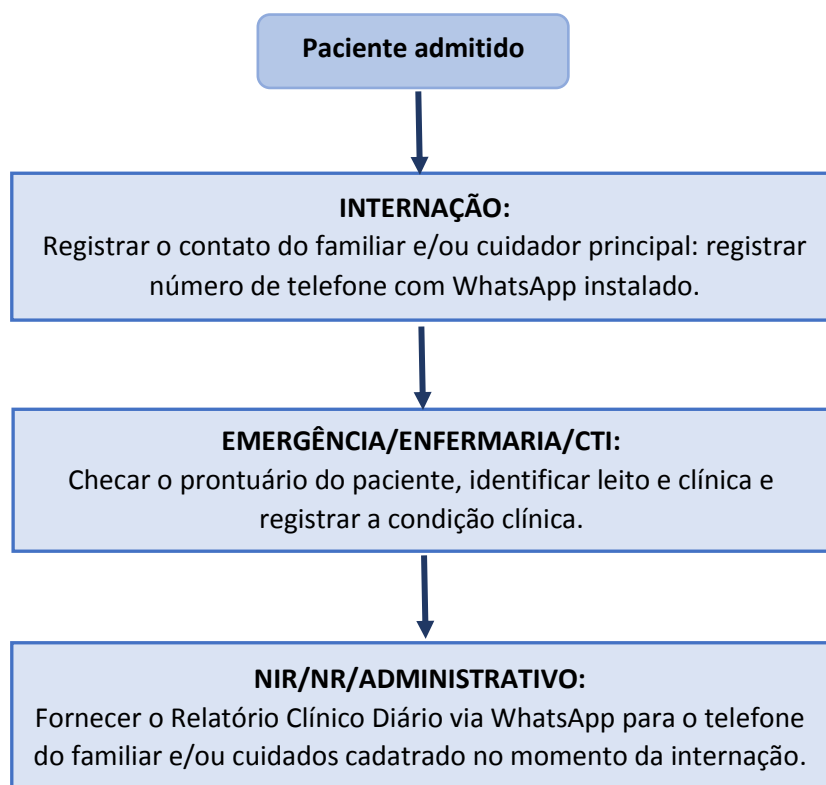 Paciente admitido
INTERNAÇÃO:
Registrar o contato do familiar e/ou cuidador principal: registrar
número de telefone com WhatsApp instalado.
EMERGÊNCIA/ENFERMARIA/CTI:
Checar o prontuário do paciente, identificar leito e clínica e
registrar a condição clínica.
NIR/NR/ADMINISTRATIVO:
Fornecer o Relatório Clínico Diário via WhatsApp para o telefone
do familiar e/ou cuidados cadatrado no momento da internação.